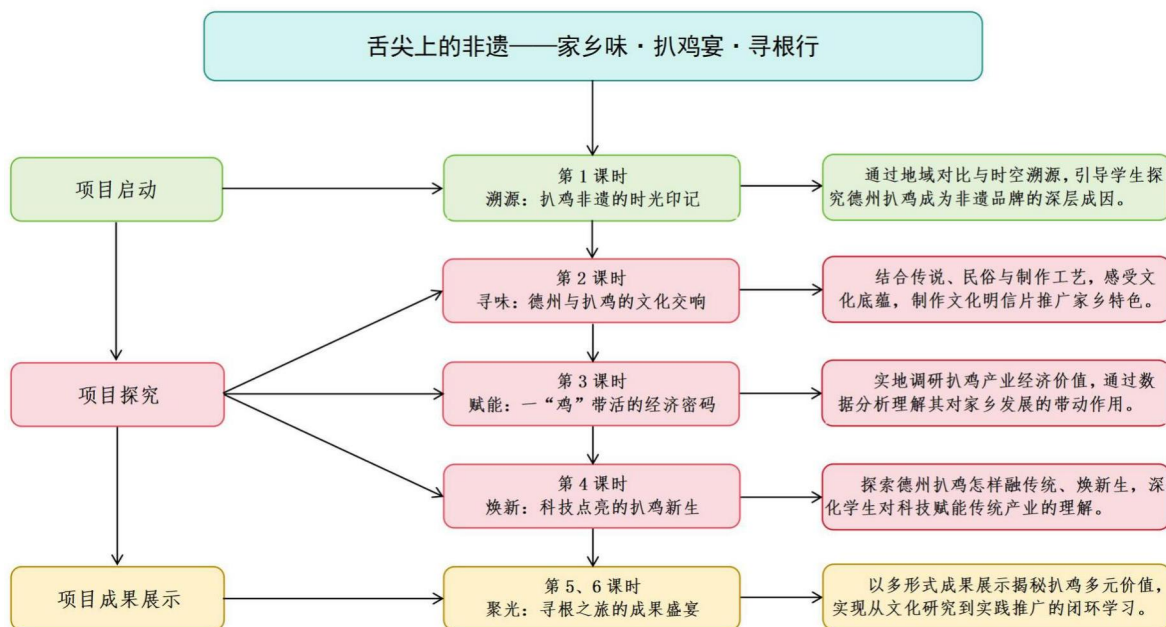 舌尖上的非遗——家乡味·扒鸡宴·寻根行
项目启动
第1课时
溯源：扒鸡非遗的时光印记
通过地域对比与时空溯源，引导学生探
究德州扒鸡成为非遗品牌的深层成因。
第2课时
寻味：德州与扒鸡的文化交响
结合传说、民俗与制作工艺，感受文
化底蕴，制作文化明信片推广家乡特色。
项目探究
第3课时
赋能：一“鸡”带活的经济密码
实地调研扒鸡产业经济价值，通过数
据分析理解其对家乡发展的带动作用。
第4课时
焕新：科技点亮的扒鸡新生
探索德州扒鸡怎样融传统、焕新生，深
化学生对科技赋能传统产业的理解。
项目成果展示
第5、6课时
聚光：寻根之旅的成果盛宴
以多形式成果展示揭秘扒鸡多元价值，
实现从文化研究到实践推广的闭环学习。